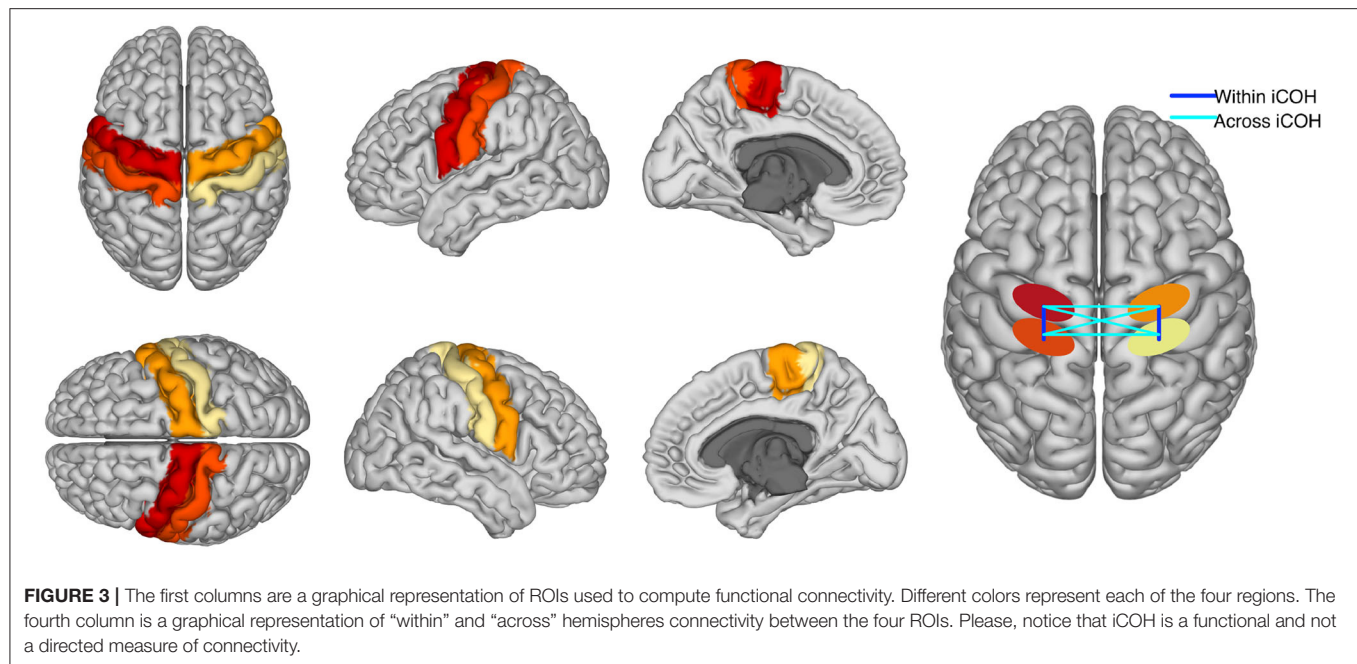 Within iCOH
Across iCOH
FIGURE 3 | The first columns are a graphical representation of ROIs used to compute functional connectivity. Different colors represent each of the four regions. The
fourth column is a graphical representation of “within” and “across” hemispheres connectivity between the four ROIs. Please, notice that iCOH is a functional and not
a directed measure of connectivity.